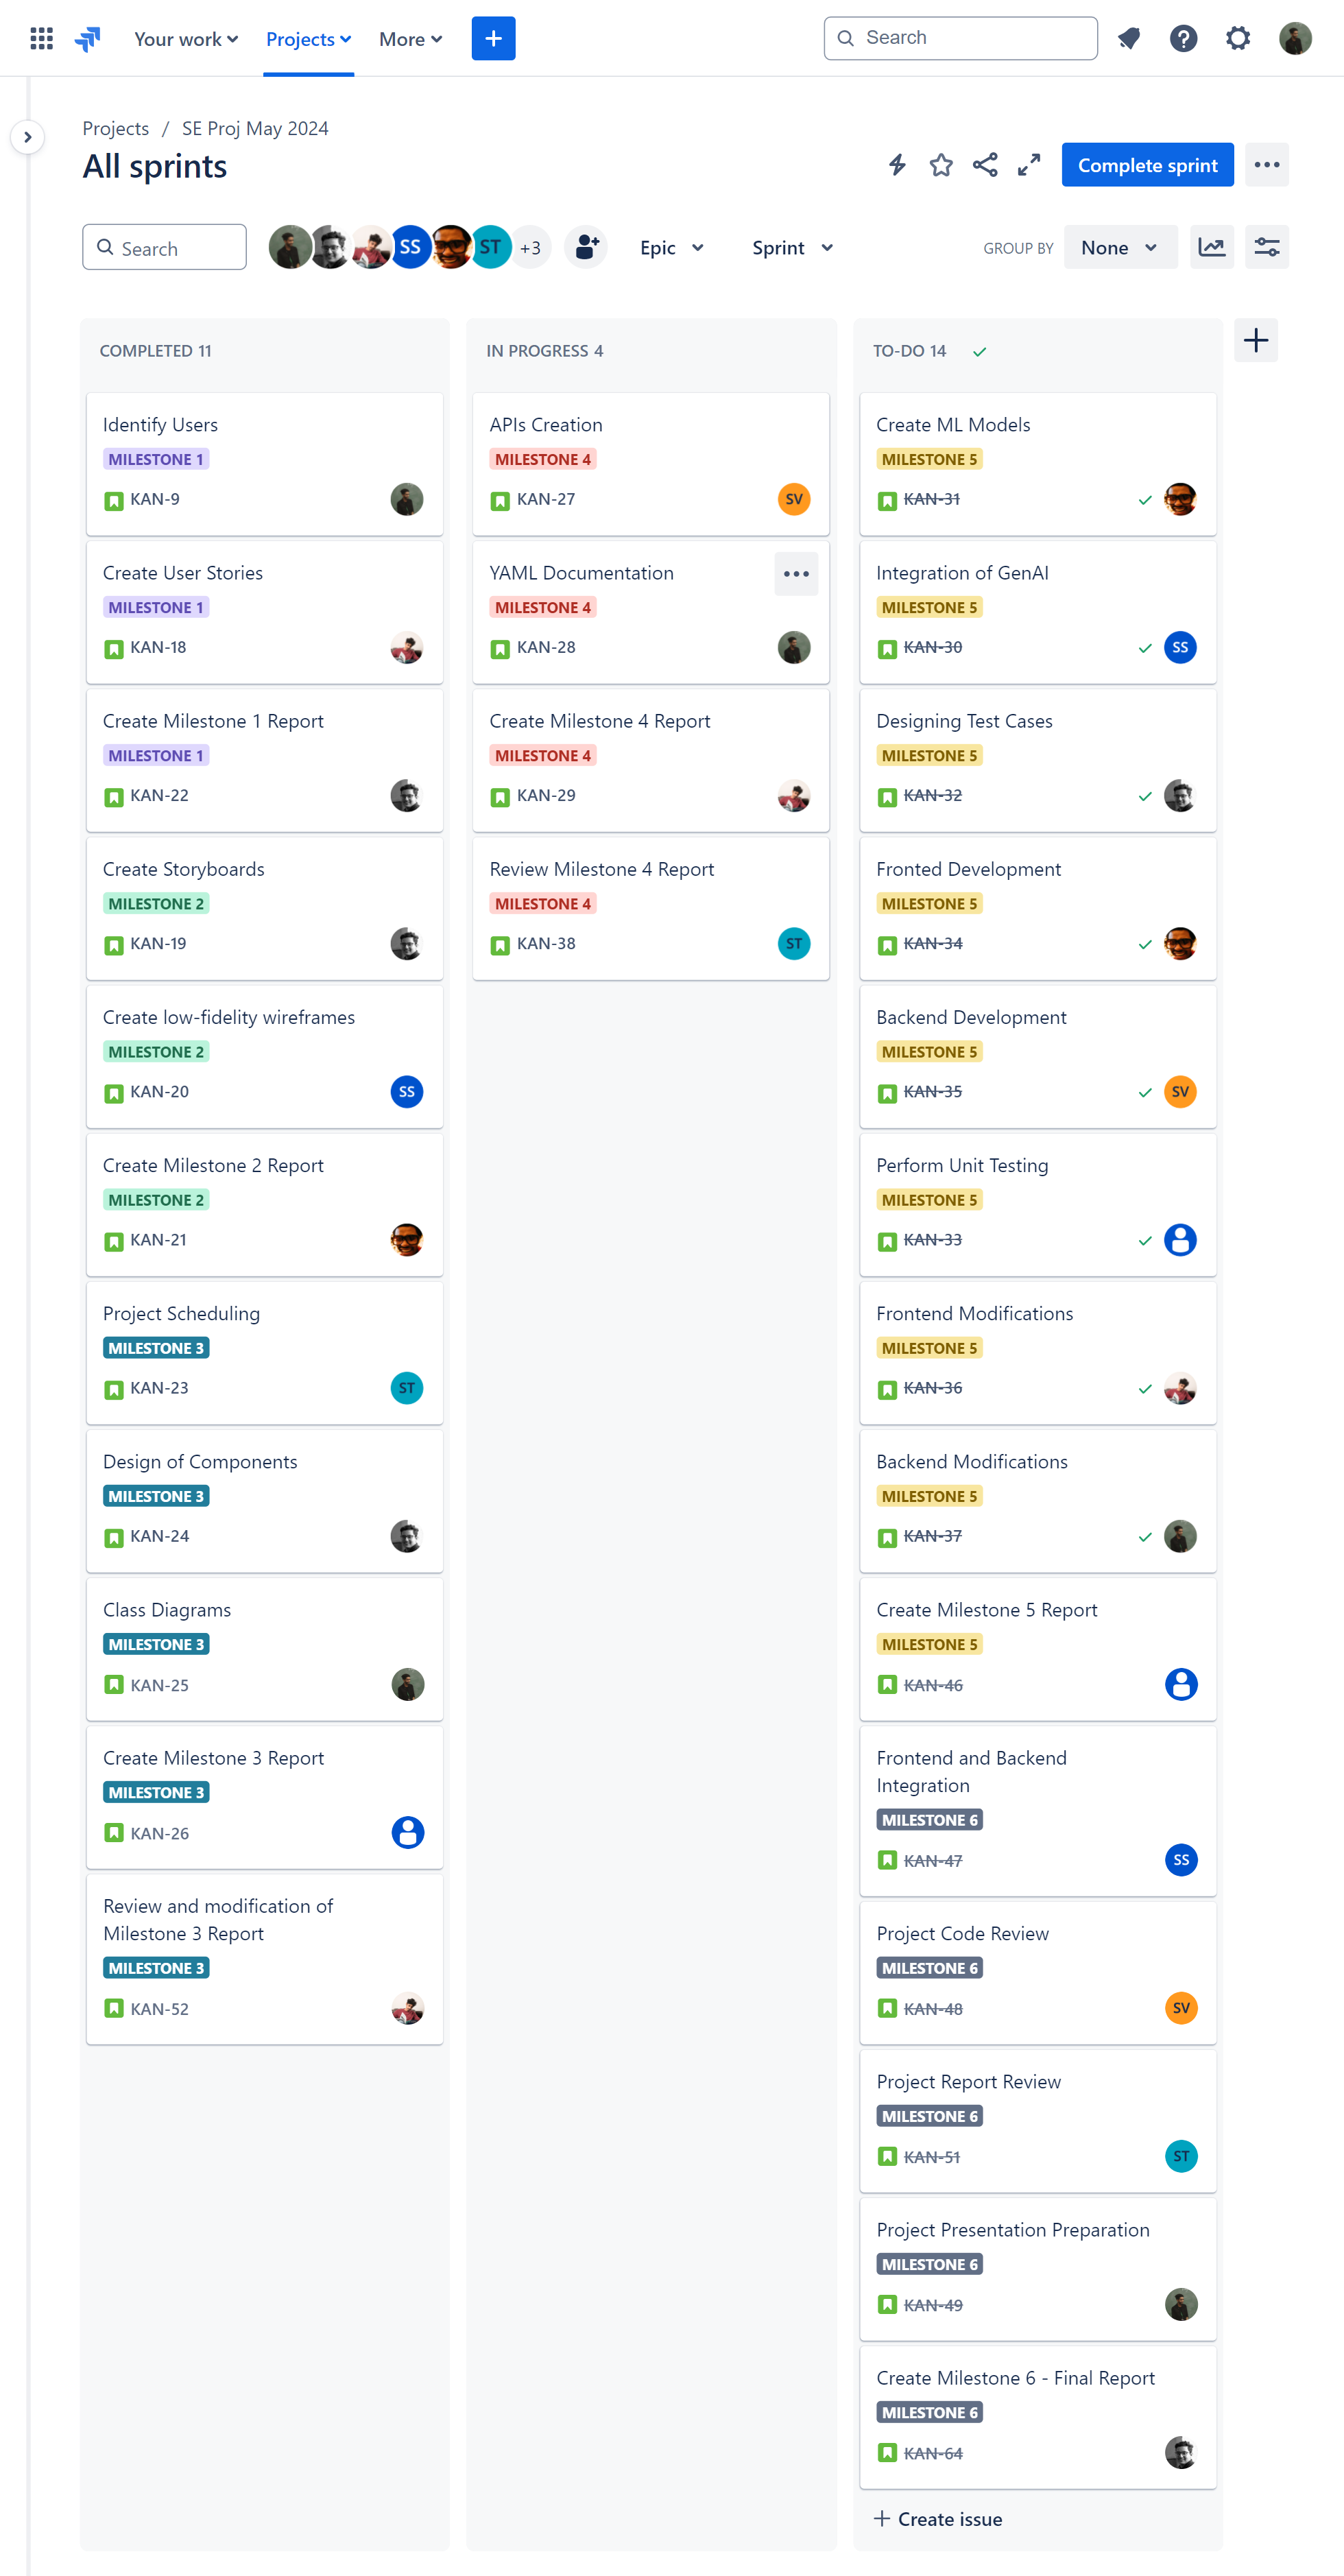 Your work
Projects
More
Search
Projects / SE Proj May 2024
All sprints
Complete sprint
Search
SS
ST
+3
Epic
Sprint
GROUP BY
None
COMPLETED 11
Identify Users
MILESTONE 1
KAN-9
Create User Stories
MILESTONE 1
KAN-18
Create Milestone 1 Report
MILESTONE 1
KAN-22
Create Storyboards
MILESTONE 2
KAN-19
Create low-fidelity wireframes
MILESTONE 2
KAN-20
SS
Create Milestone 2 Report
MILESTONE 2
KAN-21
Project Scheduling
MILESTONE 3
KAN-23
ST
Design of Components
MILESTONE 3
KAN-24
Class Diagrams
MILESTONE 3
KAN-25
Create Milestone 3 Report
MILESTONE 3
KAN-26
Review and modification of
Milestone 3 Report
MILESTONE 3
KAN-52
IN PROGRESS 4
APIs Creation
MILESTONE 4
KAN-27
SV
YAML Documentation
MILESTONE 4
KAN-28
Create Milestone 4 Report
MILESTONE 4
KAN-29
Review Milestone 4 Report
MILESTONE 4
KAN-38
ST
TO-DO 14
Create ML Models
MILESTONE 5
KAN-31
Integration of GenAI
MILESTONE 5
KAN-30
SS
Designing Test Cases
MILESTONE 5
KAN-32
Fronted Development
MILESTONE 5
KAN-34
Backend Development
MILESTONE 5
KAN-35
SV
Perform Unit Testing
MILESTONE 5
KAN-33
Frontend Modifications
MILESTONE 5
KAN-36
Backend Modifications
MILESTONE 5
KAN-37
Create Milestone 5 Report
MILESTONE 5
KAN-46
Frontend and Backend
Integration
MILESTONE 6
KAN-47
SS
Project Code Review
MILESTONE 6
KAN-48
SV
Project Report Review
MILESTONE 6
KAN-51
ST
Project Presentation Preparation
MILESTONE 6
KAN-49
Create Milestone 6 - Final Report
MILESTONE 6
KAN-64
Create issue